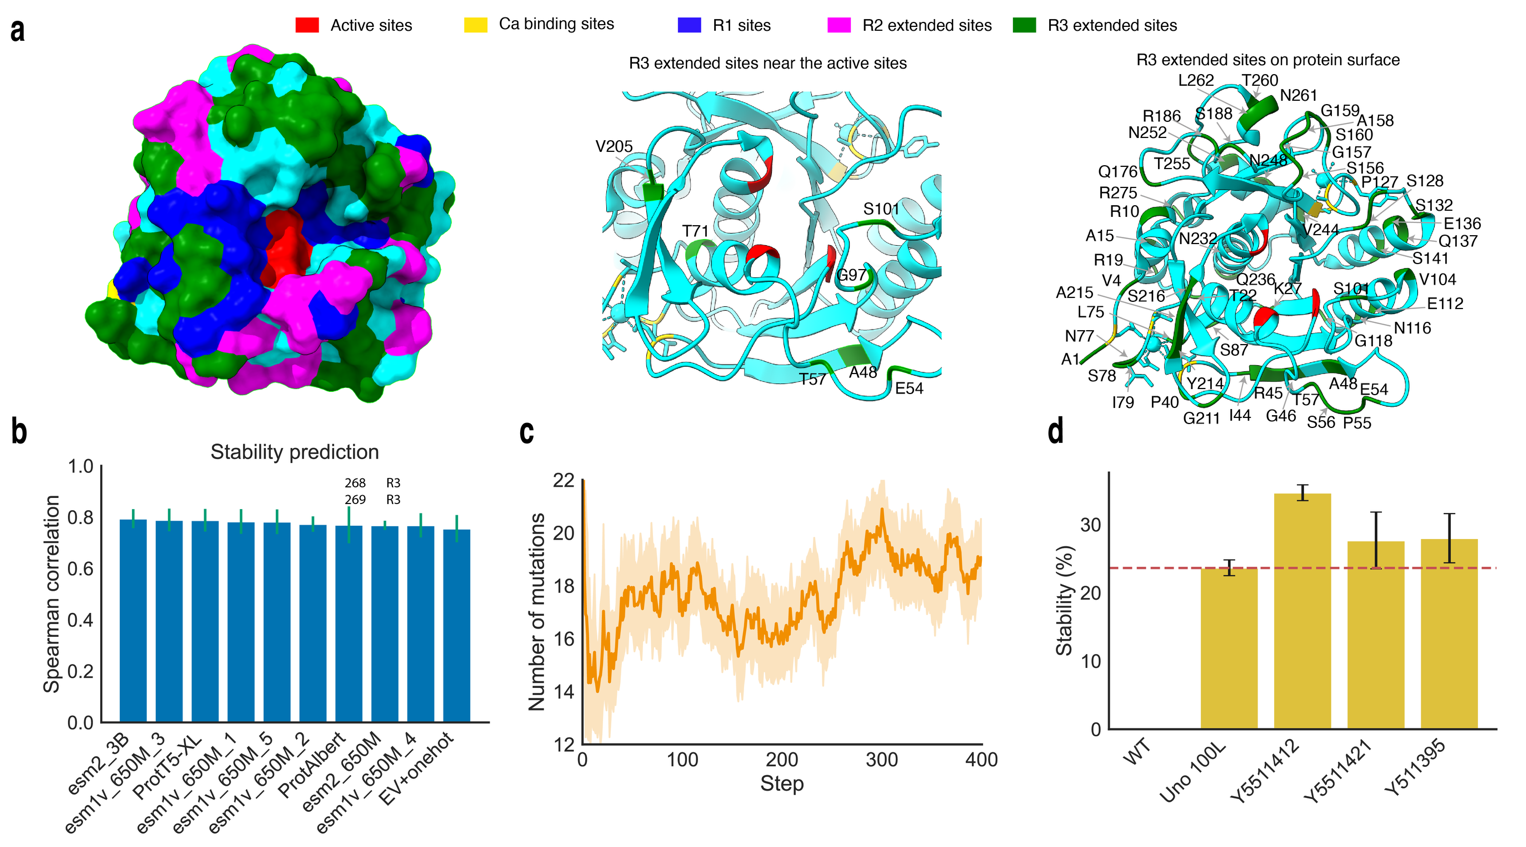 a
Active sites
Ca binding sites
R1 sites
R2 extended sites
R3 extended sites
R3 extended sites near the active sites
V205
T71
S101
G97
T57
A48
E54
R3 extended sites on protein surface
L262
T260
N261
R186
S188
G159
A158
N252
S160
T255
N248
G157
Q176
S156
P127
S128
R275
S132
R10
E136
V244
A15
N232
Q137
R19
S141
V4
Q236
K27
S101
V104
A215
S216
T22
E112
L75
N116
N77
G118
A1
S87
S78
Y214
R45
T57
A48
E54
I79
P40
G211
I44
G46
S56
P55
b
Stability prediction
268 R3
269 R3
Spearman correlation
1.0
0.8
0.6
0.4
0.2
0.0
esm2_3B
esm1v_650M_3
ProtT5-XL
esm1v_650M_1
esm1v_650M_5
esm1v_650M_2
ProtAlbert
esm2_650M
esm1v_650M_4
EV+onehot
c
Number of mutations
22
20
18
16
14
12
0
100
200
300
400
Step
d
Stability (%)
30
20
10
0
WT
Uno 100L
Y5511412
Y5511421
Y511395